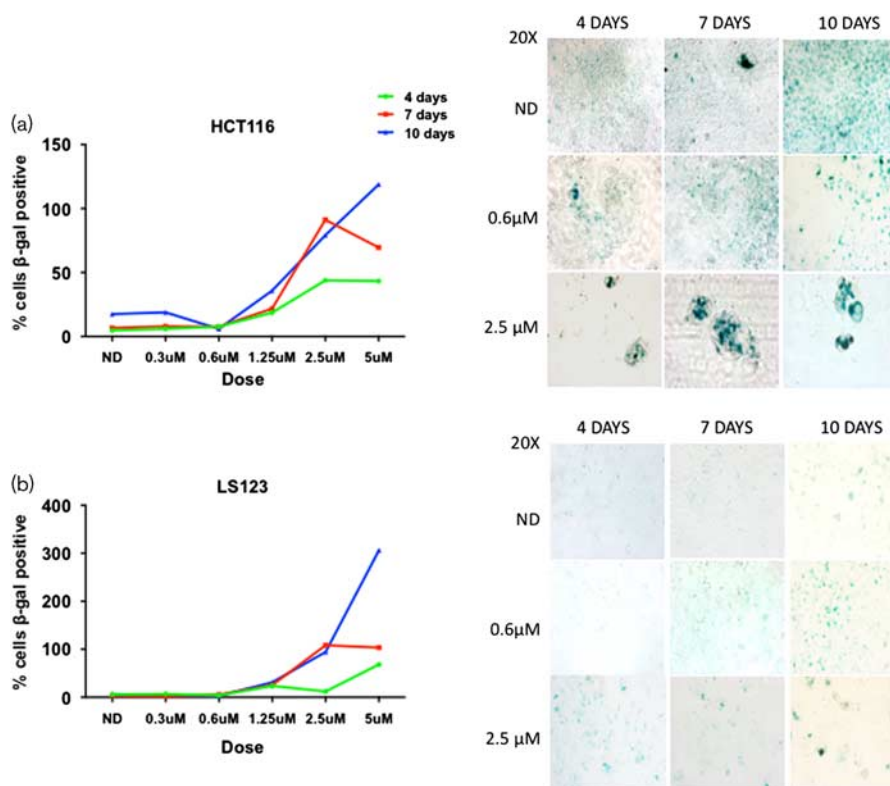 (a)
HCT116
4 days
7 days
10 days
% cells β-gal positive
150
100
50
0
ND 0.3uM 0.6uM 1.25uM 2.5uM 5uM
Dose
4 DAYS 7 DAYS 10 DAYS
20X
ND
0.6µM
2.5 µM
(b)
LS123
% cells β-gal positive
400
300
200
100
0
ND 0.3uM 0.6uM 1.25uM 2.5uM 5uM
Dose
4 DAYS 7 DAYS 10 DAYS
20X
ND
0.6µM
2.5 µM